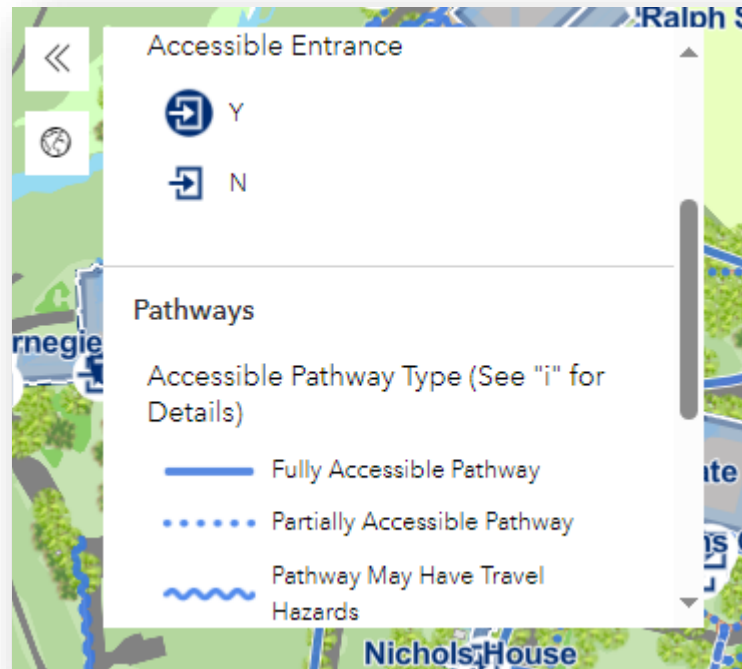 Ralph S
Accessible Entrance
Y
N
Pathways
rnegie
Accessible Pathway Type (See "i" for
Details)
Fully Accessible Pathway
ate
Partially Accessible Pathway
ns
Pathway May Have Travel
Hazards
Nichols House